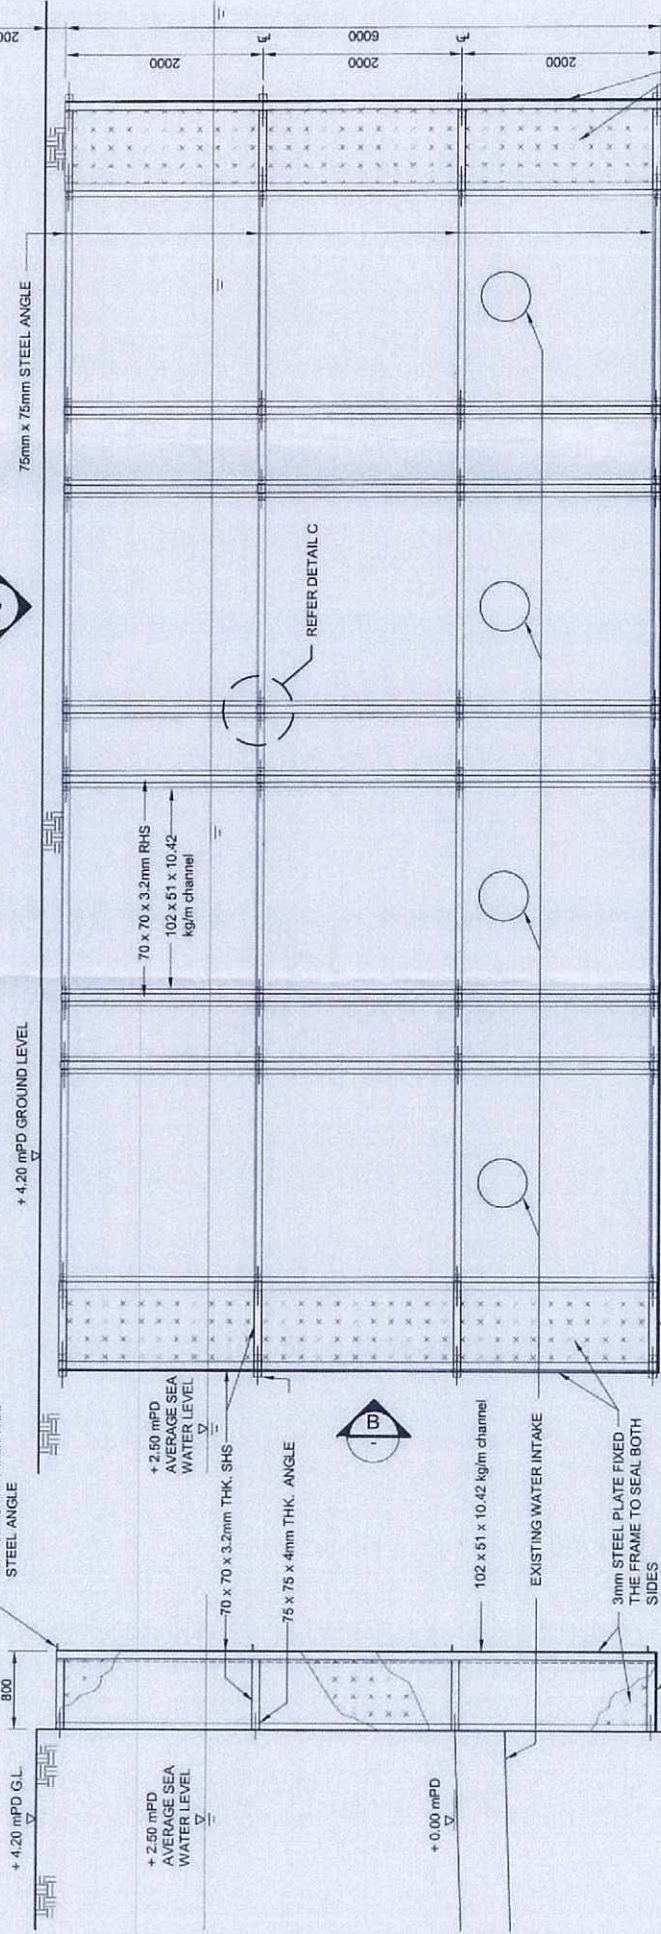 STEEL ANGLE
800
+ 4.20 mPD G.L.
+ 2.50 mPD
AVERAGE SEA
WATER LEVEL
+ 0.00 mPD
70 x 70 x 3.2mm THK. SHS
75 x 75 x 4mm THK. ANGLE
102 x 51 x 10.42 kg/m channel
EXISTING WATER INTAKE
3mm STEEL PLATE FIXED
THE FRAME TO SEAL BOTH
SIDES
+ 2.50 mPD
AVERAGE SEA
WATER LEVEL
B
-
+ 4.20 mPD GROUND LEVEL
70 x 70 x 3.2mm RHS
102 x 51 x 10.42
kg/m channel
REFER DETAIL C
75mm x 75mm STEEL ANGLE
2000
2000
2000
6000